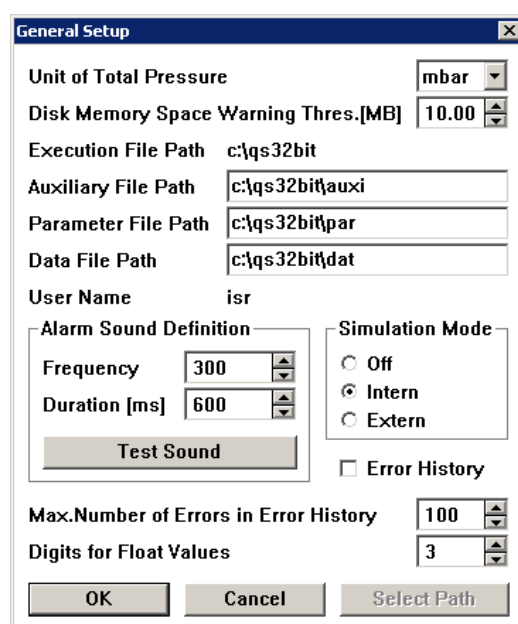 General Setup
Unit of Total Pressure mbar
Disk Memory Space Warning Thres.[MB] 10.00
Execution File Path c:\qs32bit
Auxiliary File Path c:\qs32bit\auxi
Parameter File Path c:\qs32bit\par
Data File Path c:\qs32bit\dat
User Name isr
Alarm Sound Definition
Frequency 300
Duration [ms] 600
Test Sound
Simulation Mode
Off
Intern
Extern
Error History
Max.Number of Errors in Error History 100
Digits for Float Values 3
OK Cancel Select Path